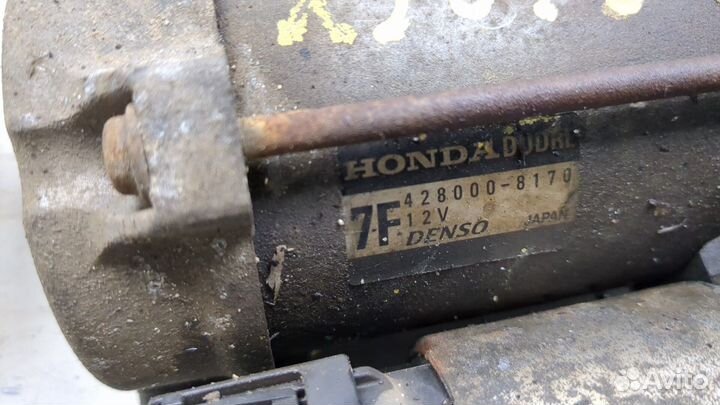 HONDA
428000-8170
7F 12V
DENSO JAPAN
Avito